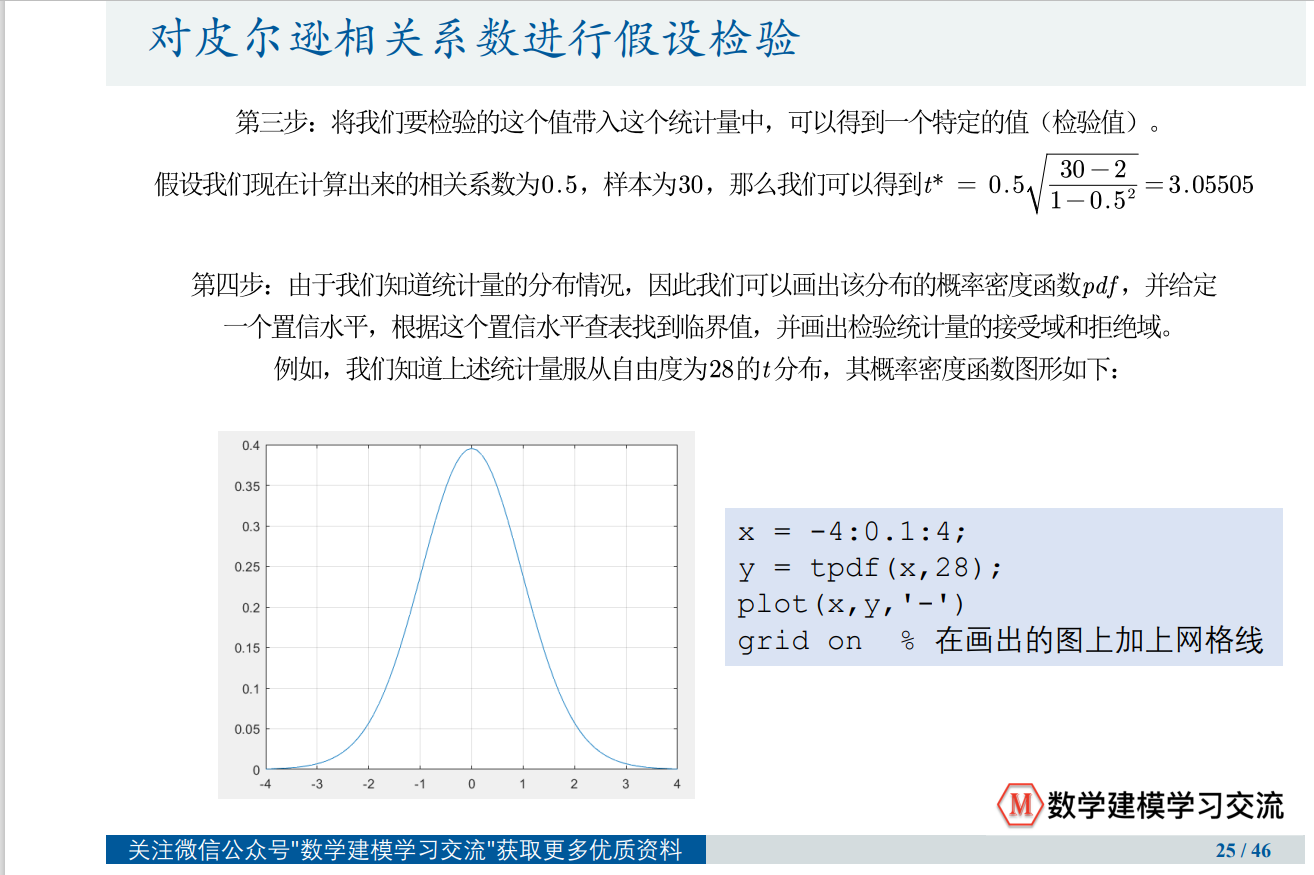 对皮尔逊相关系数进行假设检验
第三步：将我们要检验的这个值带入这个统计量中，可以得到一个特定的值（检验值）。
假设我们现在计算出来的相关系数为0.5，样本为30，那么我们可以得到t* = 0.5√((30−2)/(1−0.5²)) = 3.05505
第四步：由于我们知道统计量的分布情况，因此我们可以画出该分布的概率密度函数pdf，并给定
一个置信水平，根据这个置信水平查表找到临界值，并画出检验统计量的接受域和拒绝域。
例如，我们知道上述统计量服从自由度为28的t分布，其概率密度函数图形如下：
0.4
0.35
0.3
0.25
0.2
0.15
0.1
0.05
0
-4 -3 -2 -1 0 1 2 3 4
x = -4:0.1:4;
y = tpdf(x,28);
plot(x,y,'-')
grid on % 在画出的图上加上网格线
M 数学建模学习交流
关注微信公众号"数学建模学习交流"获取更多优质资料
25 / 46